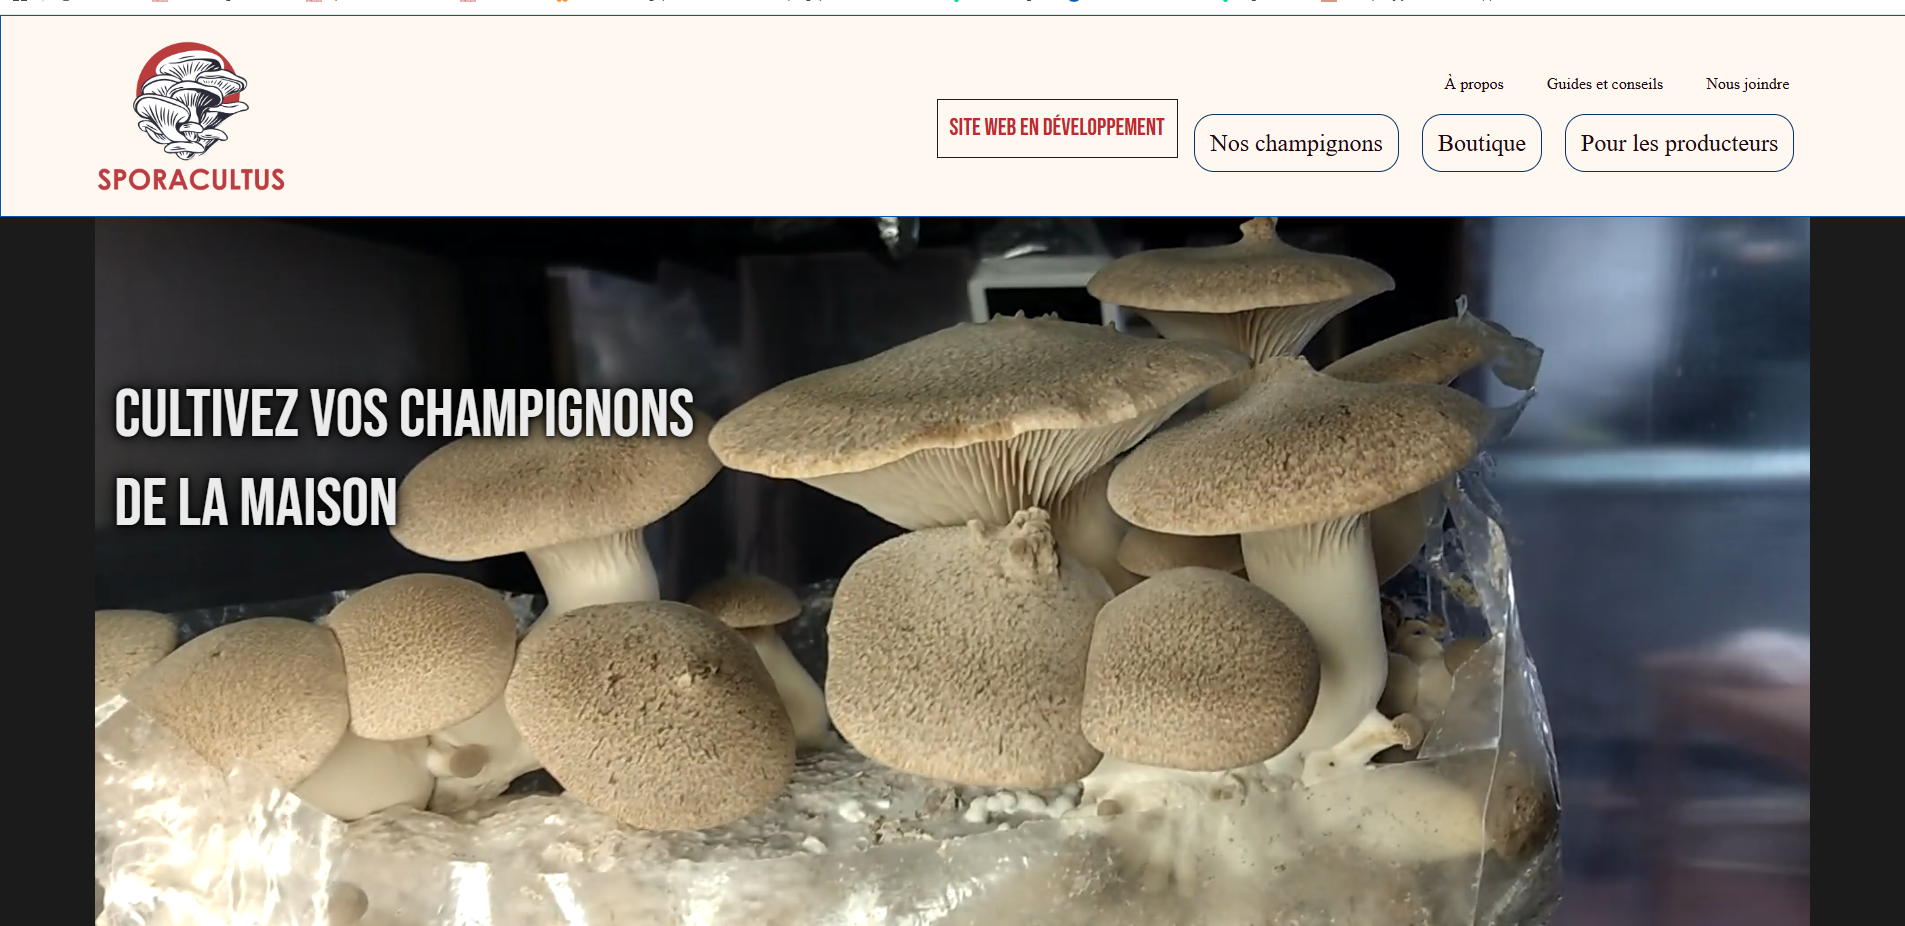 À propos Guides et conseils Nous joindre
SITE WEB EN DÉVELOPPEMENT Nos champignons Boutique Pour les producteurs
SPORACULTUS
CULTIVEZ VOS CHAMPIGNONS
DE LA MAISON